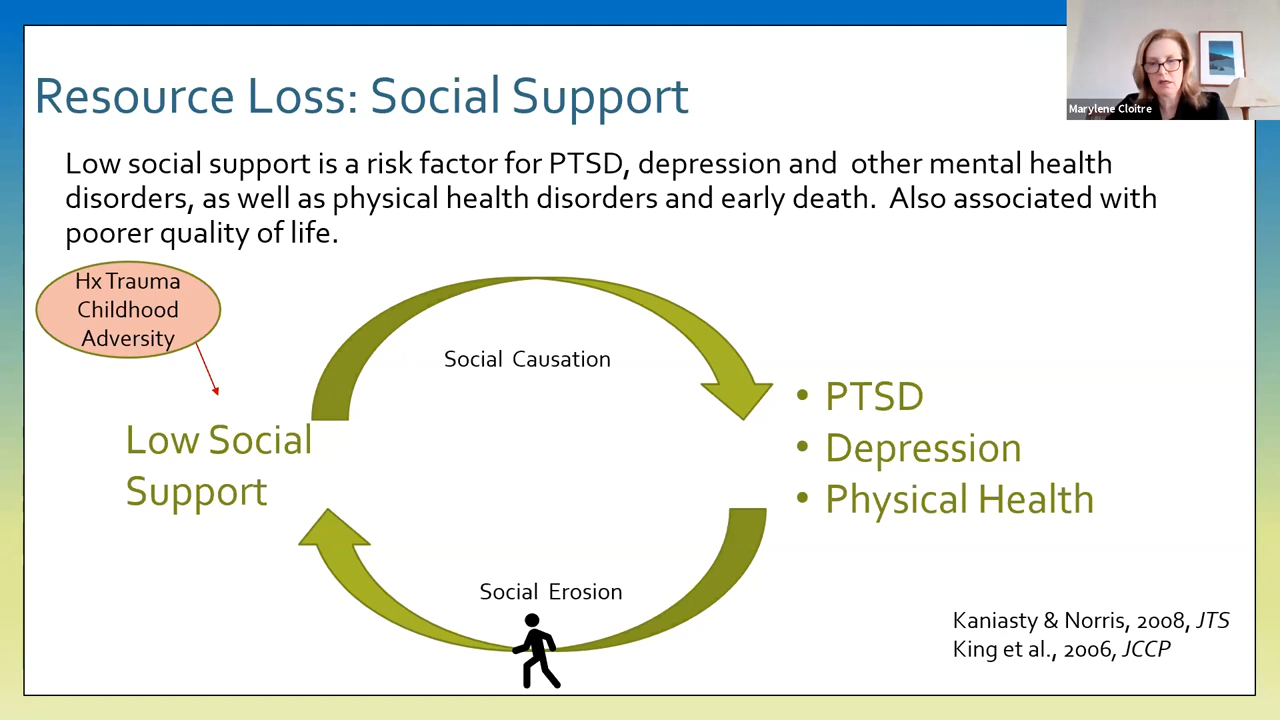 Marylene Cloitre
Resource Loss: Social Support
Low social support is a risk factor for PTSD, depression and other mental health
disorders, as well as physical health disorders and early death. Also associated with
poorer quality of life.
Hx Trauma
Childhood
Adversity
Social Causation
Low Social
Support
• PTSD
• Depression
• Physical Health
Social Erosion
Kaniasty & Norris, 2008, JTS
King et al., 2006, JCCP